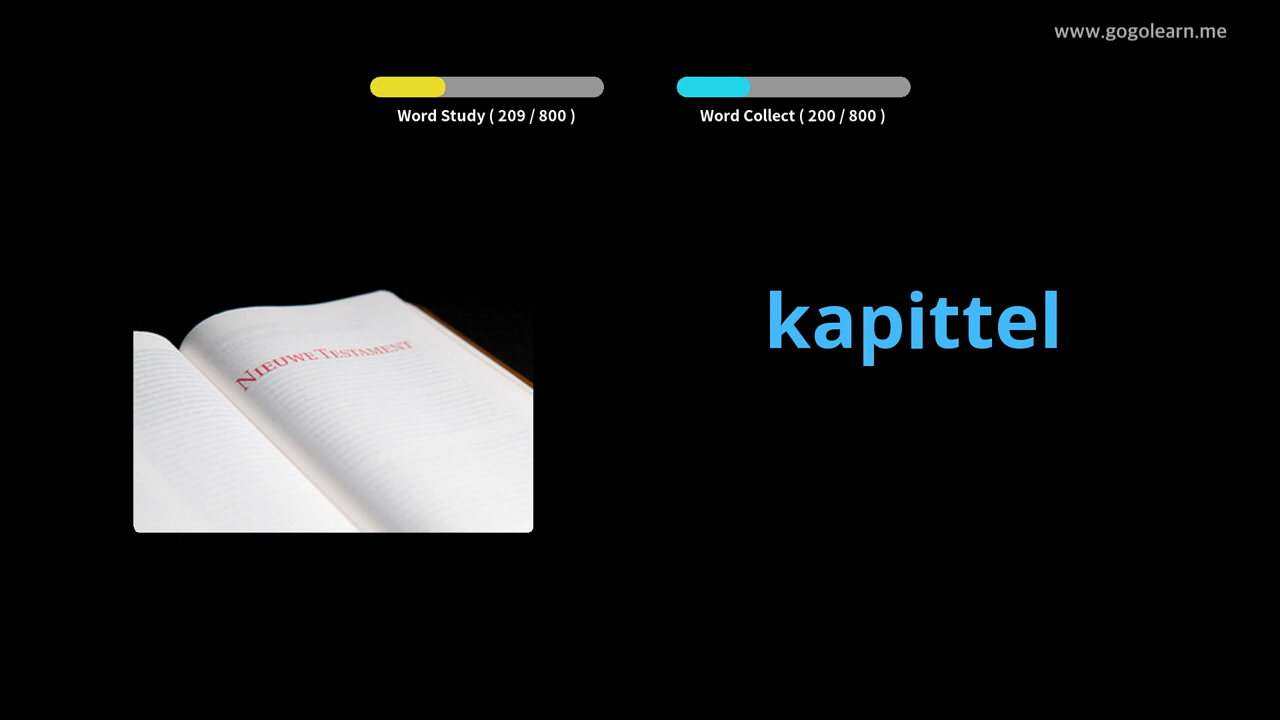 www.gogolearn.me
Word Study ( 209 / 800 )
Word Collect ( 200 / 800 )
kapittel
NIEUWE TESTAMENT